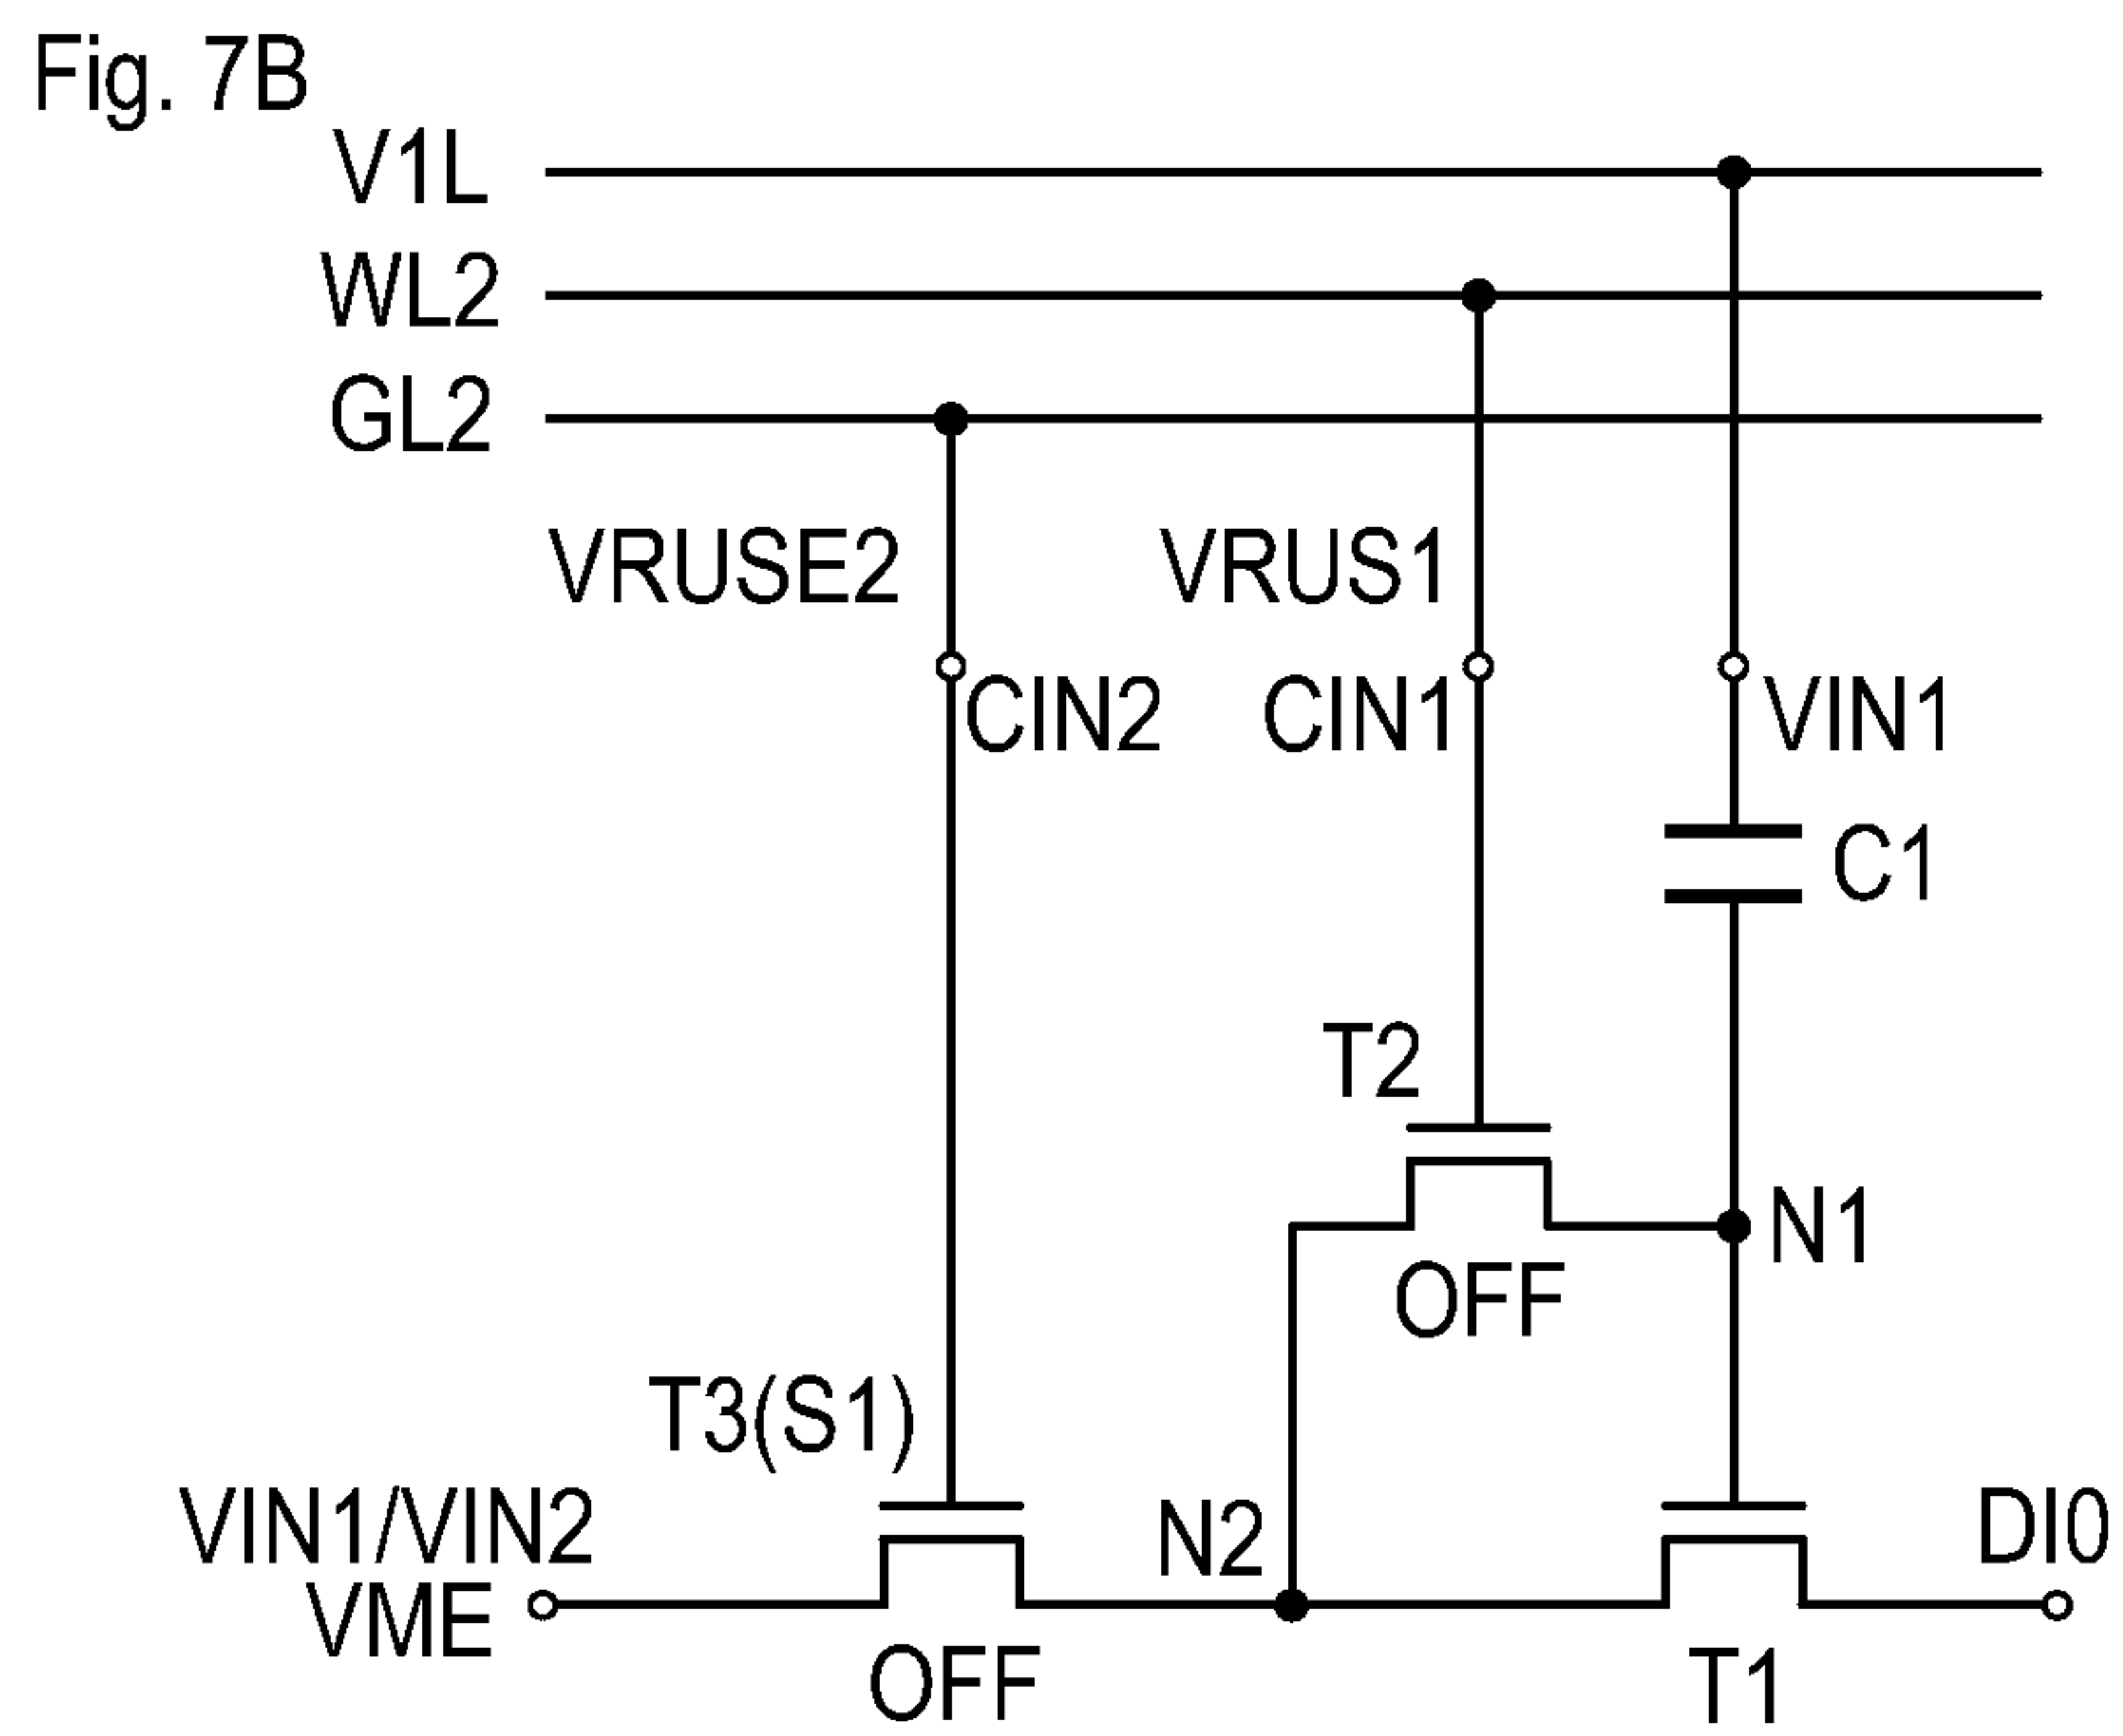 Fig. 7B
V1L
WL2
GL2
VRUSE2
VRUS1
CIN2
CIN1
VIN1
C1
T2
N1
OFF
T3(S1)
VIN1/VIN2
N2
DI0
VME
OFF
T1